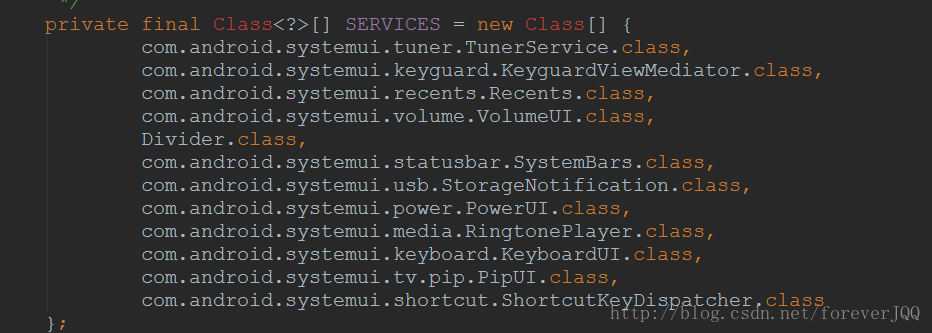 */
private final Class<?>[] SERVICES = new Class[] {
com.android.systemui.tuner.TunerService.class,
com.android.systemui.keyguard.KeyguardViewMediator.class,
com.android.systemui.recents.Recents.class,
com.android.systemui.volume.VolumeUI.class,
Divider.class,
com.android.systemui.statusbar.SystemBars.class,
com.android.systemui.usb.StorageNotification.class,
com.android.systemui.power.PowerUI.class,
com.android.systemui.media.RingtonePlayer.class,
com.android.systemui.keyboard.KeyboardUI.class,
com.android.systemui.tv.pip.PipUI.class,
com.android.systemui.shortcut.ShortcutKeyDispatcher.class
http://blog.csdn.net/foreverJQQ
};